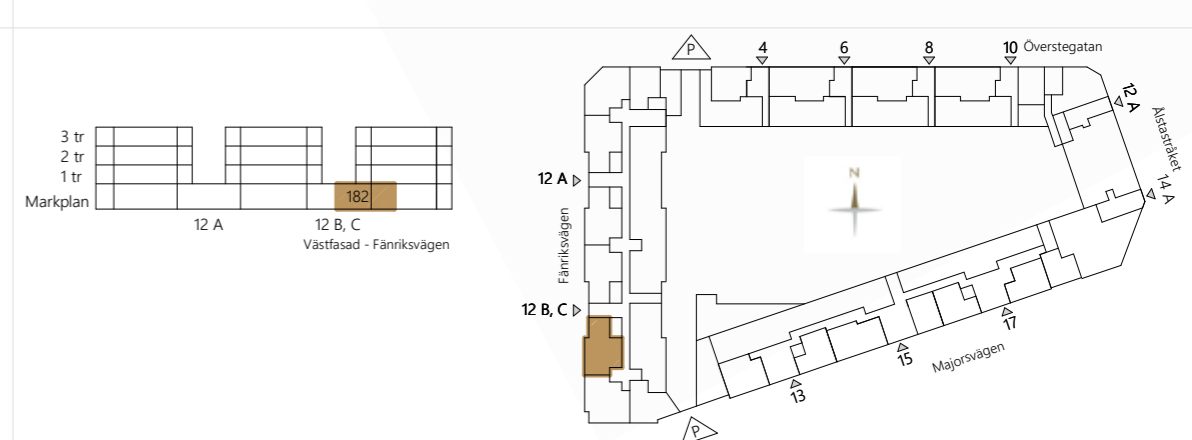 3 tr
2 tr
1 tr
Markplan
182
12 A
12 B, C
Västfasad - Fänriksvägen
P
4
6
8
10
Överstegatan
12 A
Ålstastråket
14 A
N
12 A
Fänriksvägen
12 B, C
17
15
Majorsvägen
13
P